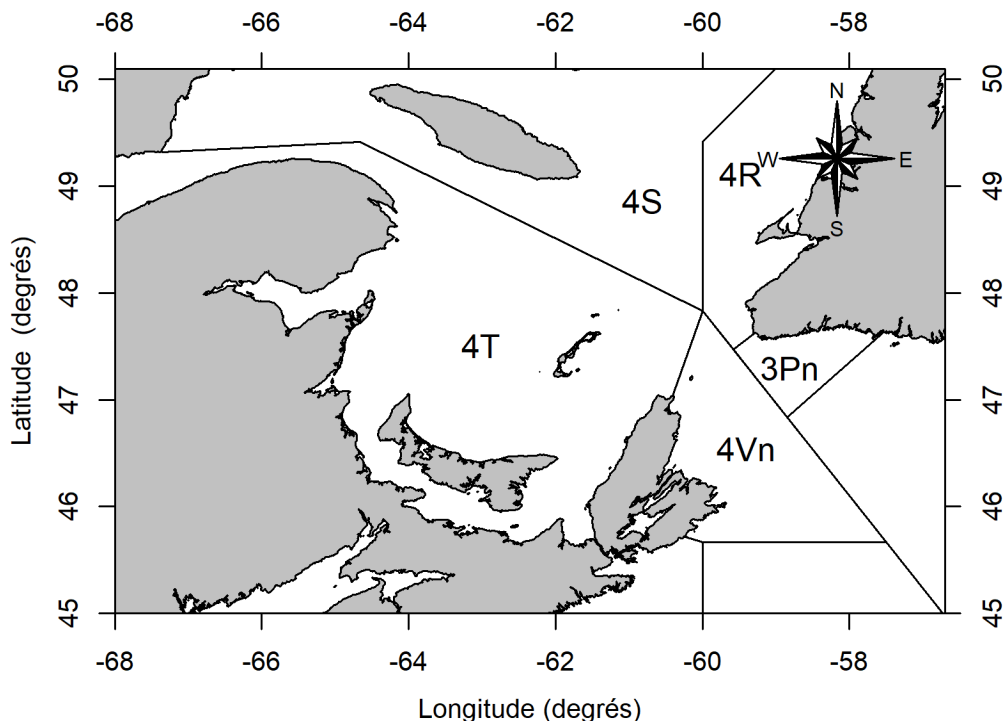 -68 -66 -64 -62 -60 -58
50 50
N
4R
W E
49 49
4S
S
48 48
4T
3Pn
47 47
4Vn
46 46
45 45
-68 -66 -64 -62 -60 -58
Latitude (degrés)
Longitude (degrés)